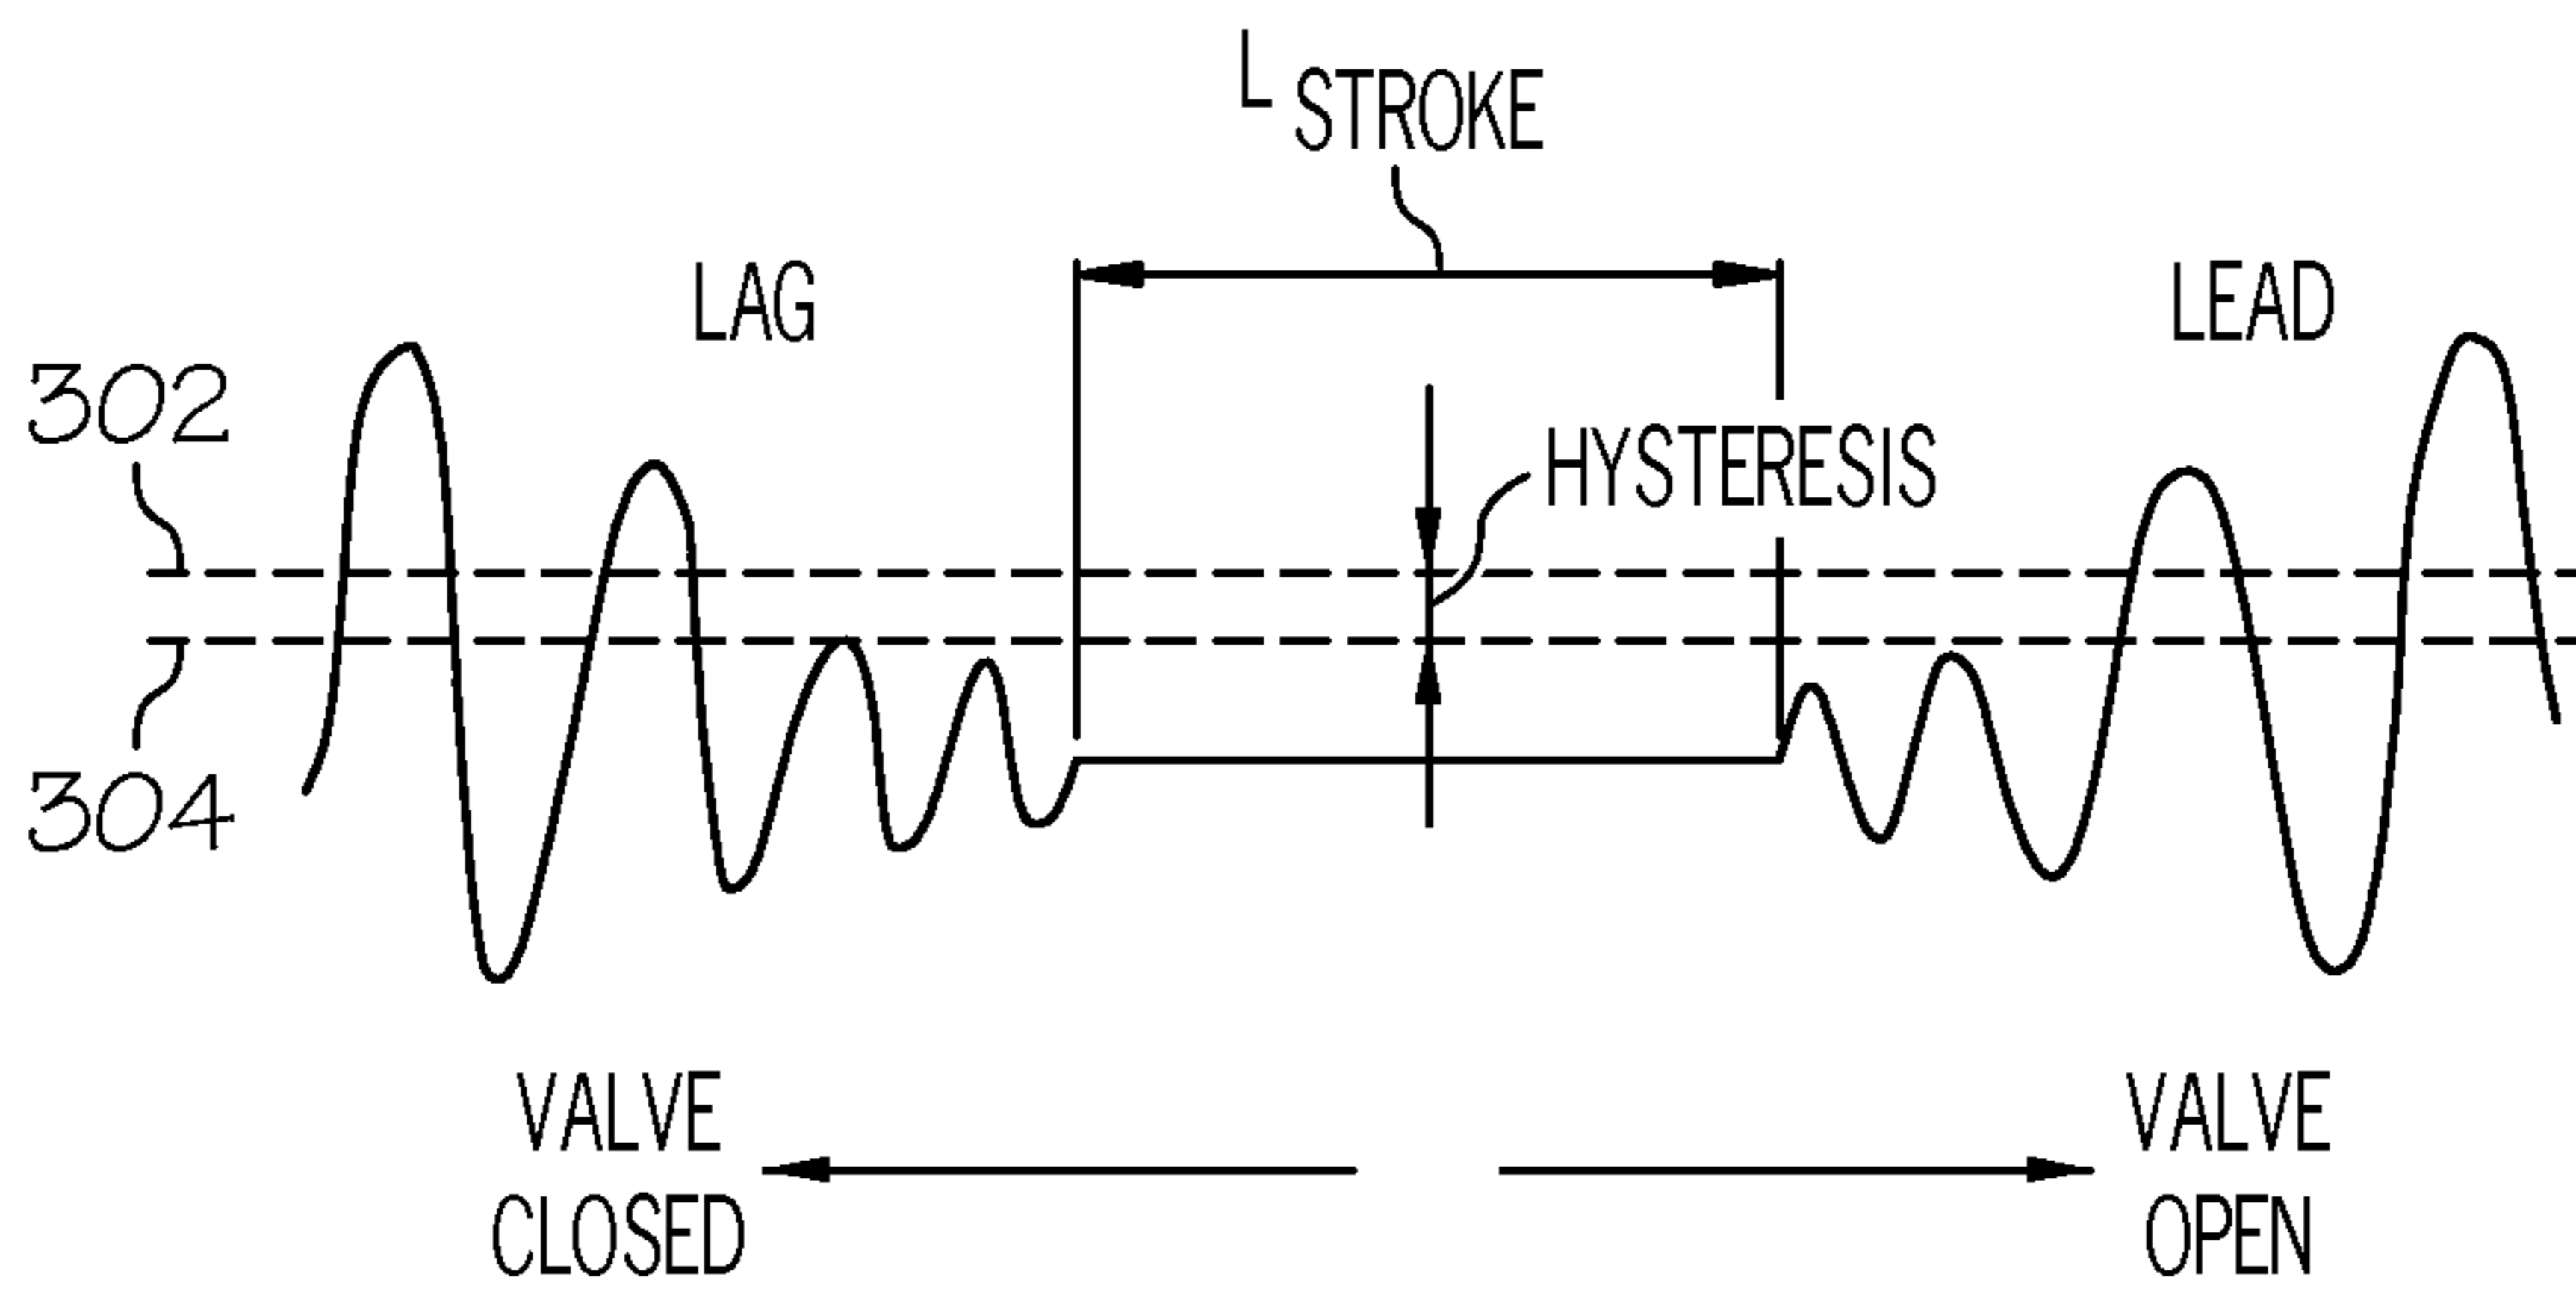 L STROKE
LAG
LEAD
302
HYSTERESIS
304
VALVE
CLOSED
VALVE
OPEN